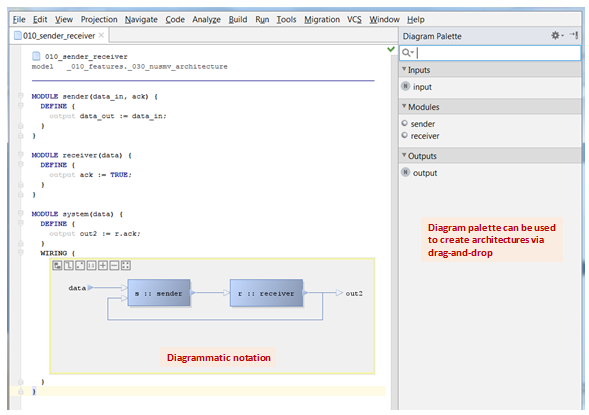 File Edit View Projection Navigate Code Analyze Build Run Tools Migration VCS Window Help
010_sender_receiver
Diagram Palette
010_sender_receiver
model _010_features._030_nusmv_architecture
MODULE sender(data_in, ack) {
DEFINE {
output data_out := data_in;
}
}
MODULE receiver(data) {
DEFINE {
output ack := TRUE;
}
}
MODULE system(data) {
DEFINE {
output out2 := r.ack;
}
WIRING {
data
s :: sender
r :: receiver
out2
Diagrammatic notation
}
}
Inputs
N input
Modules
sender
receiver
Outputs
N output
Diagram palette can be used
to create architectures via
drag-and-drop